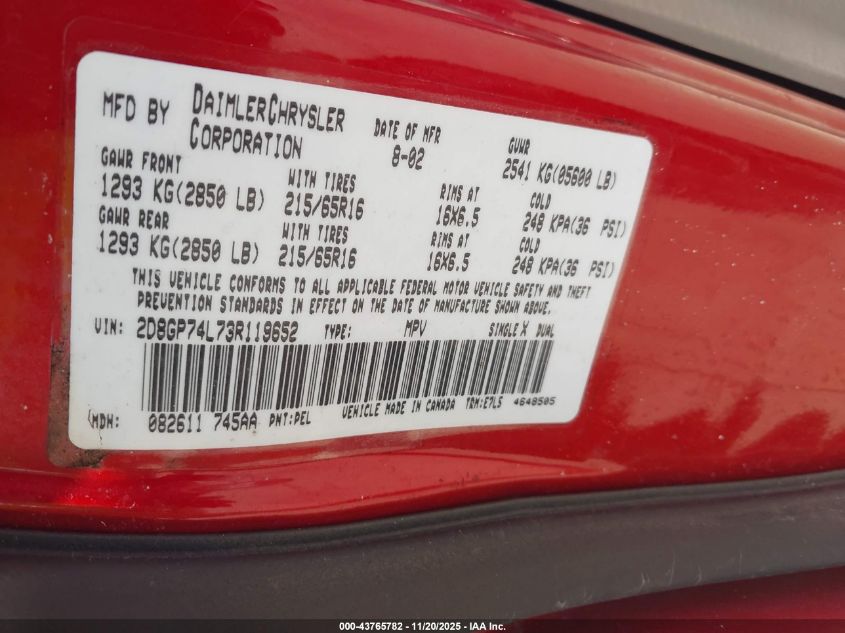 MFD BY DAIMLERCHRYSLER CORPORATION DATE OF MFR 8-02 GVWR 2541 KG(05600 LB)
GAWR FRONT 1293 KG(2850 LB) WITH TIRES 215/65R16 RIMS AT 16X6.5 COLD 248 KPA(36 PSI)
GAWR REAR 1293 KG(2850 LB) WITH TIRES 215/65R16 RIMS AT 16X6.5 COLD 248 KPA(36 PSI)
THIS VEHICLE CONFORMS TO ALL APPLICABLE FEDERAL MOTOR VEHICLE SAFETY AND THEFT
PREVENTION STANDARDS IN EFFECT ON THE DATE OF MANUFACTURE SHOWN ABOVE.
VIN: 2D8GP74L73R119652 TYPE: MPV SINGLE X DUAL
MDH: 082611 745AA PNT:PEL VEHICLE MADE IN CANADA TRM:E7L5 4648505
000-43765782 - 11/20/2025 - IAA Inc.